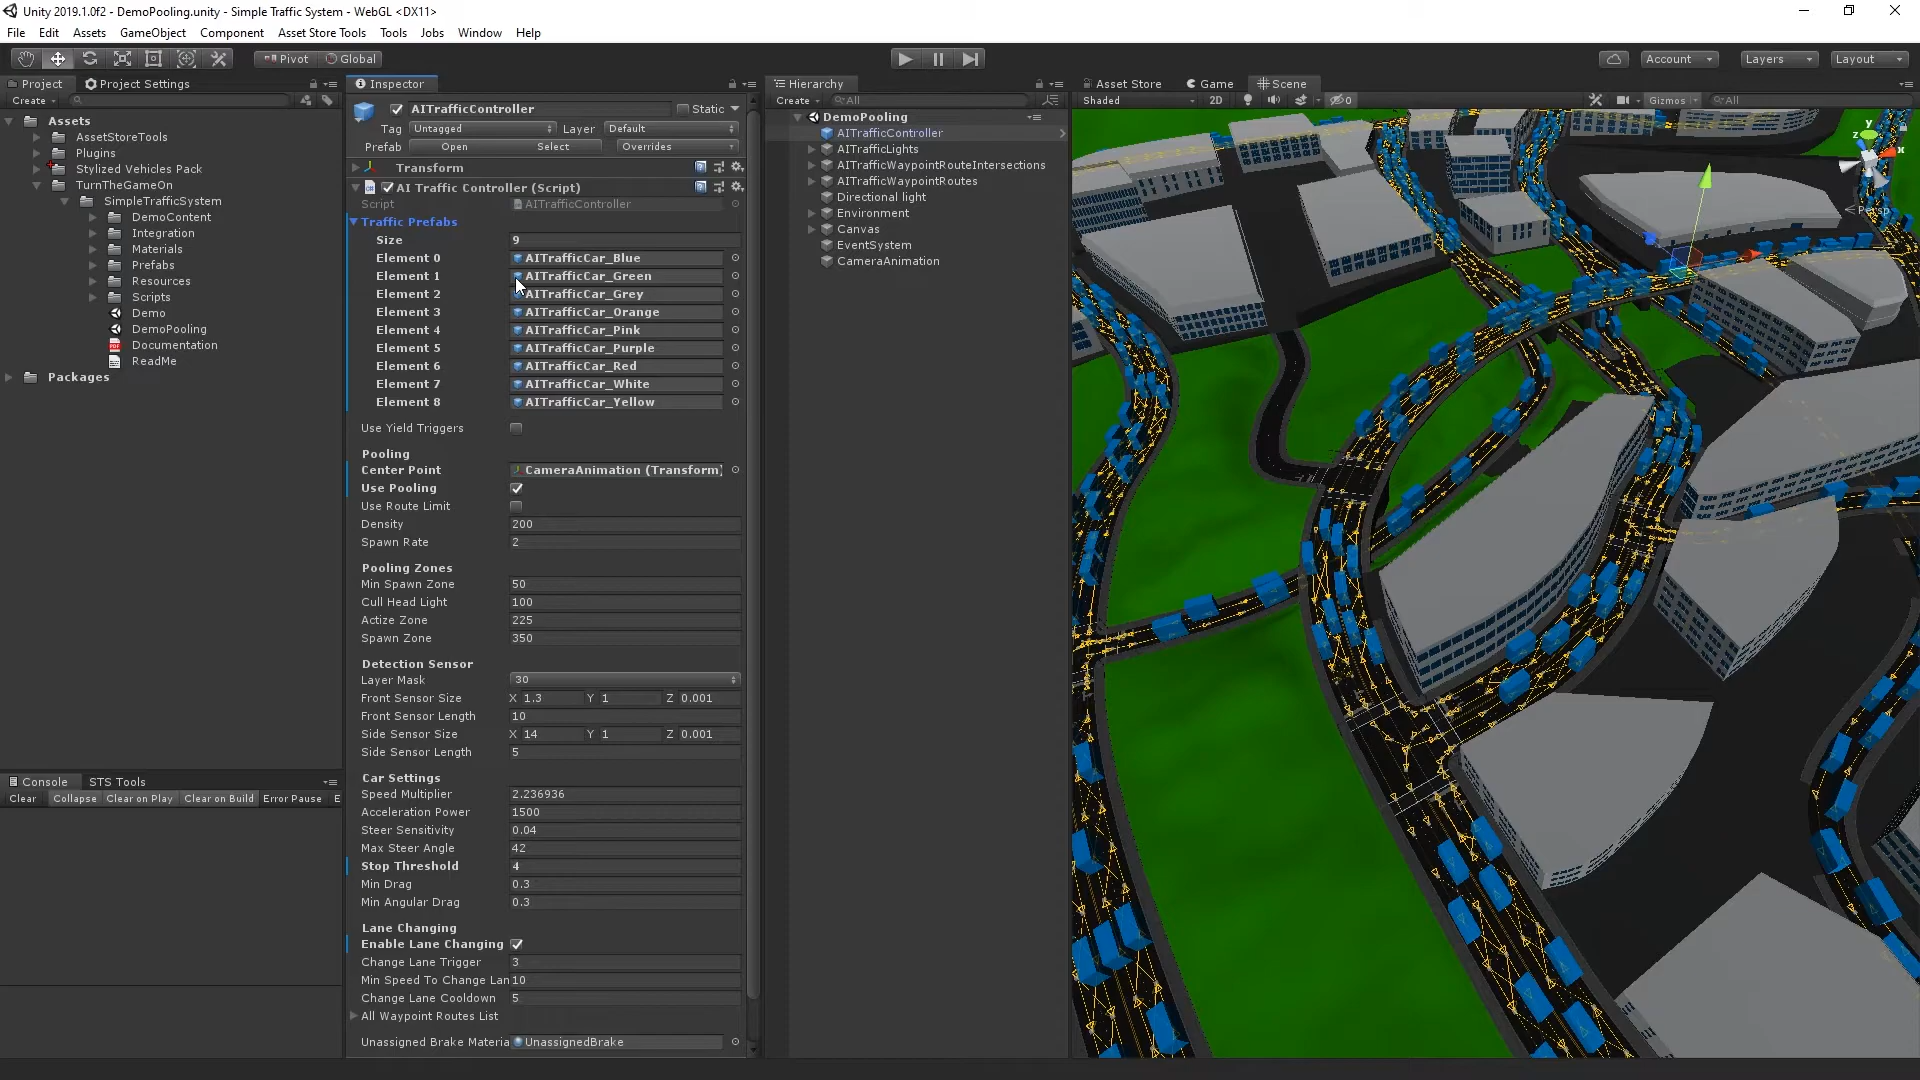 Unity 2019.1.0f2 - DemoPooling.unity - Simple Traffic System - WebGL <DX11>
File Edit Assets GameObject Component Asset Store Tools Tools Jobs Window Help
Pivot Global Account Layers Layout
Project Project Settings
Create
Assets
AssetStoreTools
Plugins
Stylized Vehicles Pack
TurnTheGameOn
SimpleTrafficSystem
DemoContent
Integration
Materials
Prefabs
Resources
Scripts
Demo
DemoPooling
Documentation
ReadMe
Packages
Console STS Tools
Clear Collapse Clear on Play Clear on Build Error Pause E
Inspector
AITrafficController Static
Tag Untagged Layer Default
Prefab Open Select Overrides
Transform
AI Traffic Controller (Script)
Script AITrafficController
Traffic Prefabs
Size 9
Element 0 AITrafficCar_Blue
Element 1 AITrafficCar_Green
Element 2 AITrafficCar_Grey
Element 3 AITrafficCar_Orange
Element 4 AITrafficCar_Pink
Element 5 AITrafficCar_Purple
Element 6 AITrafficCar_Red
Element 7 AITrafficCar_White
Element 8 AITrafficCar_Yellow
Use Yield Triggers
Pooling
Center Point CameraAnimation (Transform)
Use Pooling
Use Route Limit
Density 200
Spawn Rate 2
Pooling Zones
Min Spawn Zone 50
Cull Head Light 100
Actize Zone 225
Spawn Zone 350
Detection Sensor
Layer Mask 30
Front Sensor Size X 1.3 Y 1 Z 0.001
Front Sensor Length 10
Side Sensor Size X 14 Y 1 Z 0.001
Side Sensor Length 5
Car Settings
Speed Multiplier 2.236936
Acceleration Power 1500
Steer Sensitivity 0.04
Max Steer Angle 42
Stop Threshold 4
Min Drag 0.3
Min Angular Drag 0.3
Lane Changing
Enable Lane Changing
Change Lane Trigger 3
Min Speed To Change Lan 10
Change Lane Cooldown 5
All Waypoint Routes List
Unassigned Brake Materia UnassignedBrake
Hierarchy
Create All
DemoPooling
AITrafficController
AITrafficLights
AITrafficWaypointRouteIntersections
AITrafficWaypointRoutes
Directional light
Environment
Canvas
EventSystem
CameraAnimation
Asset Store Game Scene
Shaded 2D 0 Gizmos All
y
z
x
Persp